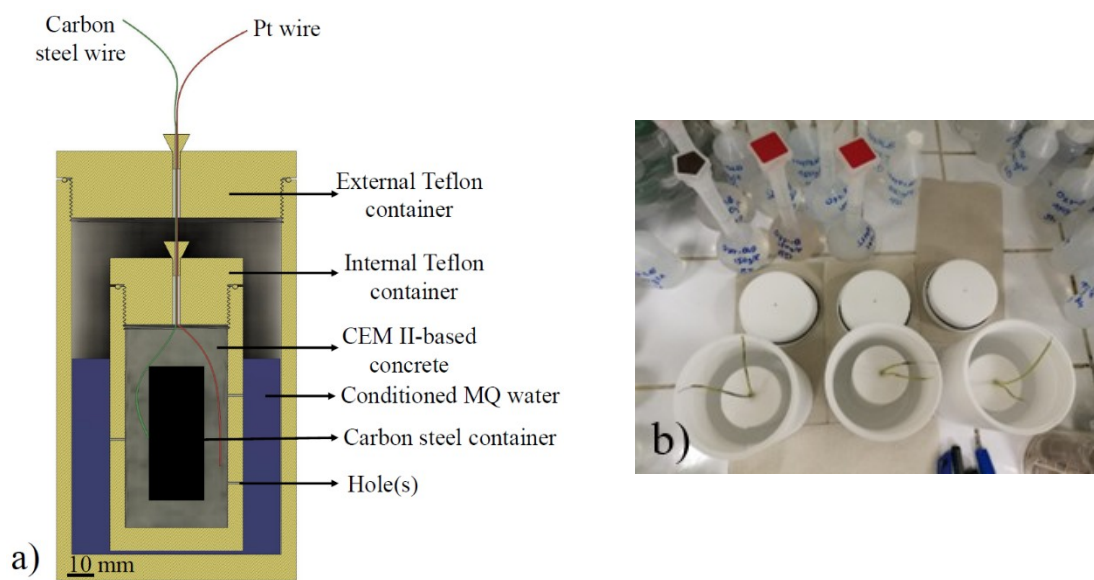 Carbon
steel wire
Pt wire
External Teflon
container
Internal Teflon
container
CEM II-based
concrete
Conditioned MQ water
Carbon steel container
Hole(s)
a)
10 mm
b)